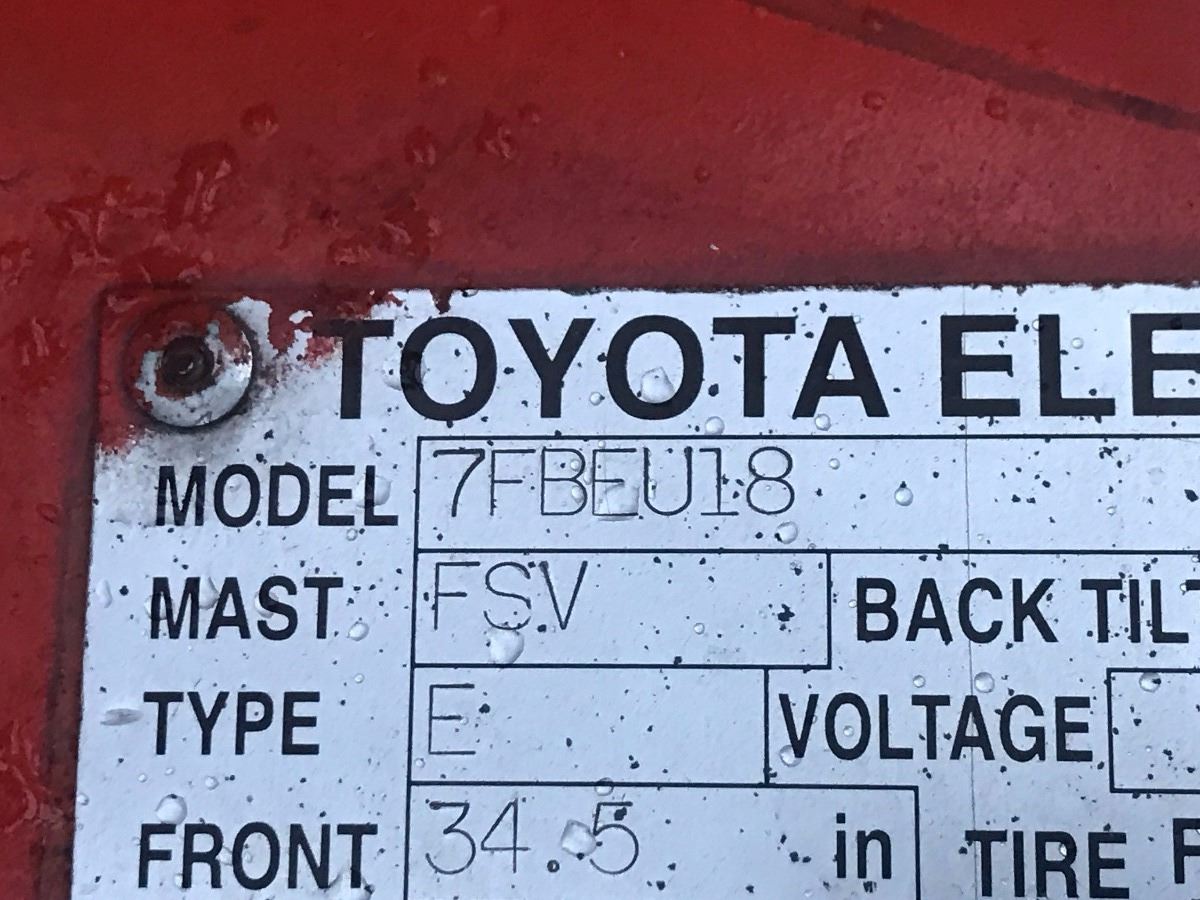 TOYOTA ELE
MODEL 7FBEU18
MAST FSV BACK TIL
TYPE E VOLTAGE
FRONT 34.5 in TIRE